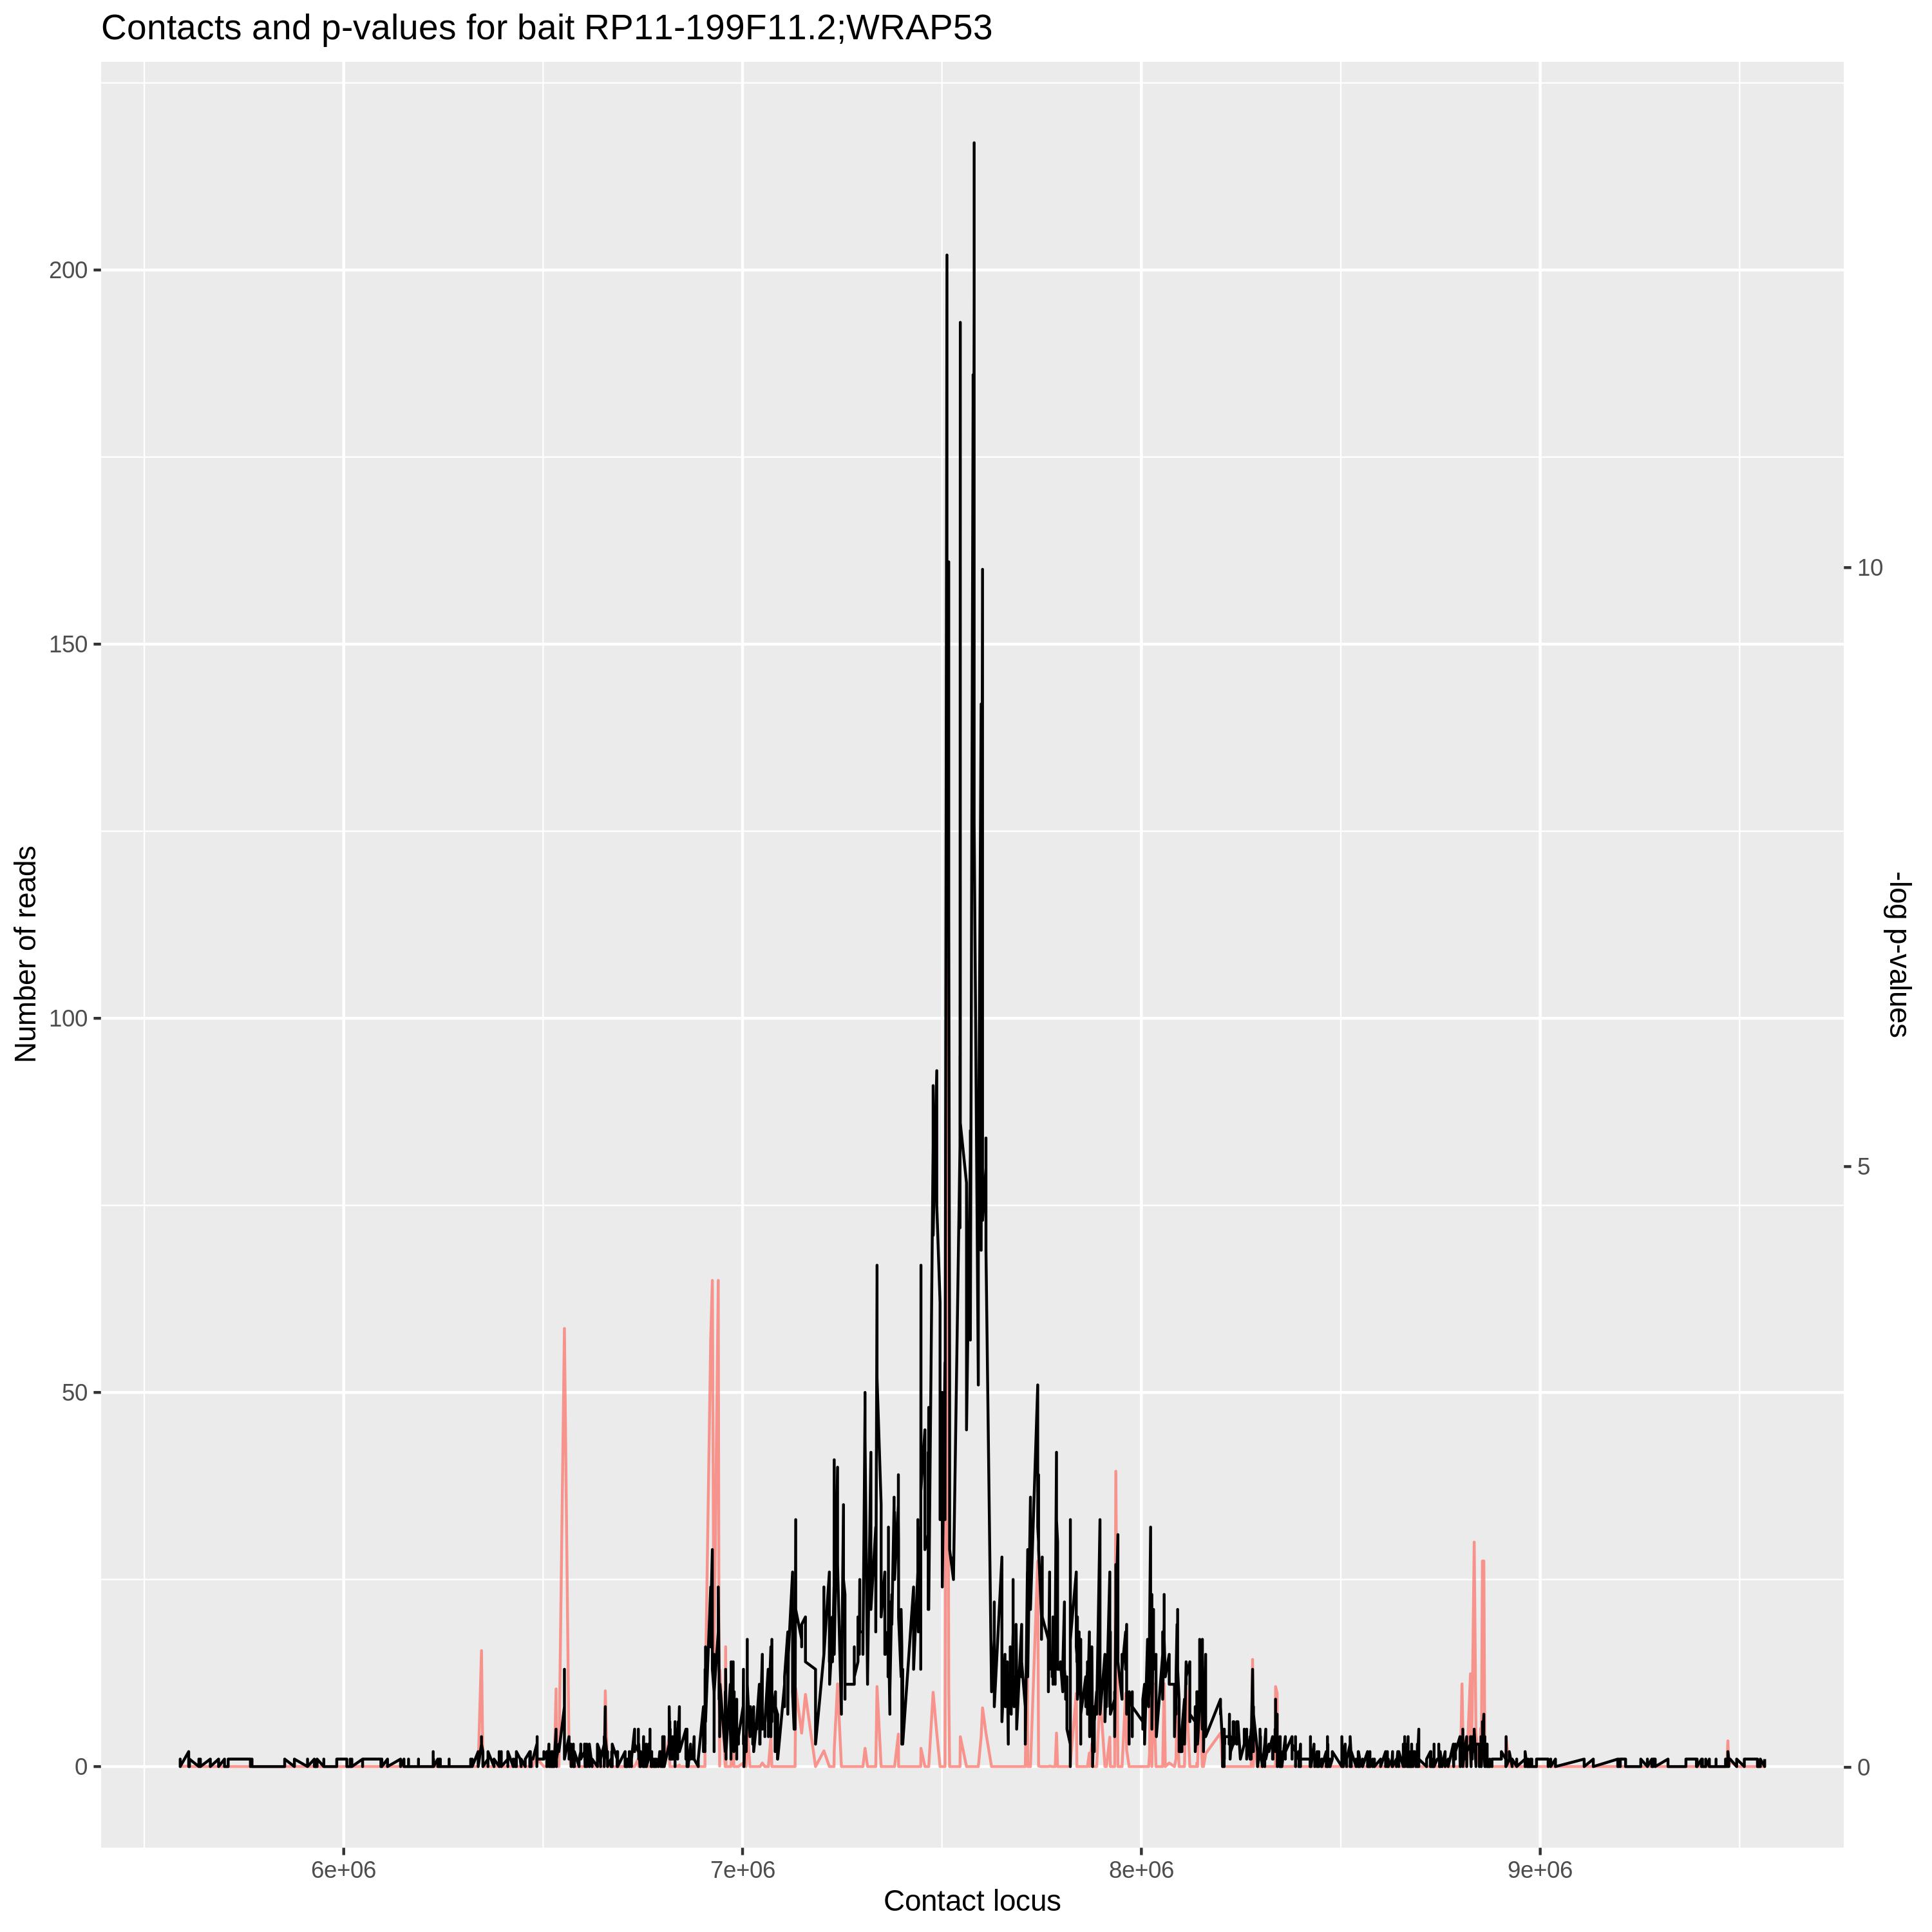 Contacts and p-values for bait RP11-199F11.2;WRAP53
Number of reads
200
150
100
50
0
10
5
0
-log p-values
6e+06
7e+06
8e+06
9e+06
Contact locus